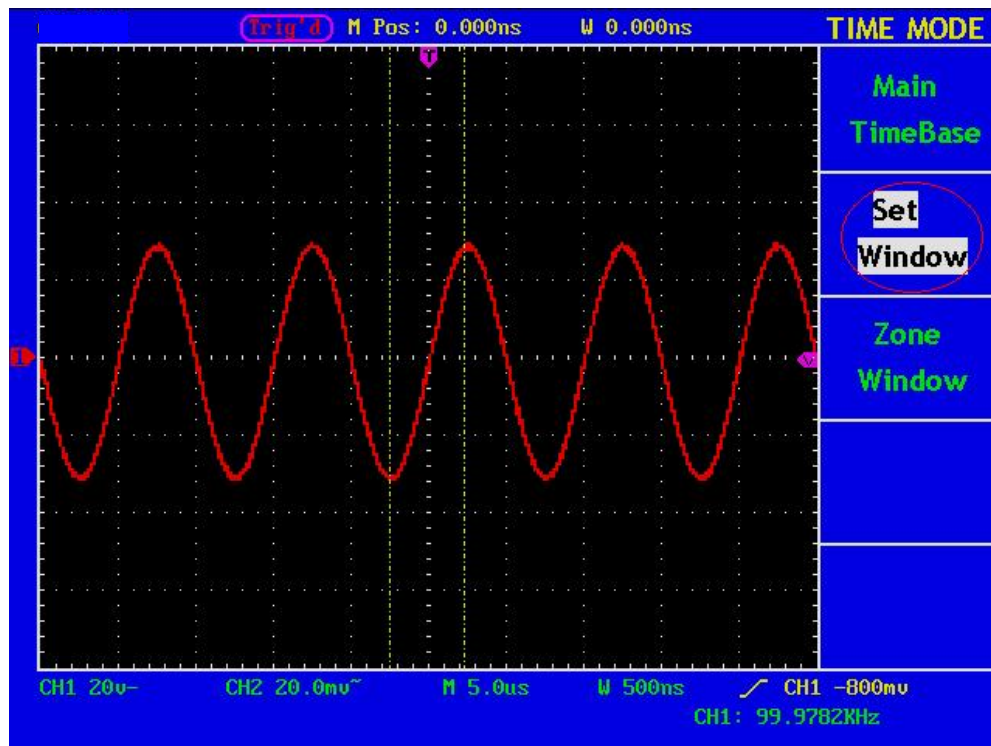 Trig'd M Pos: 0.000ns W 0.000ns TIME MODE
T
Main
TimeBase
Set
Window
Zone
Window
1
CH1 20v- CH2 20.0mv~ M 5.0us W 500ns CH1 -800mv
CH1: 99.9782KHz